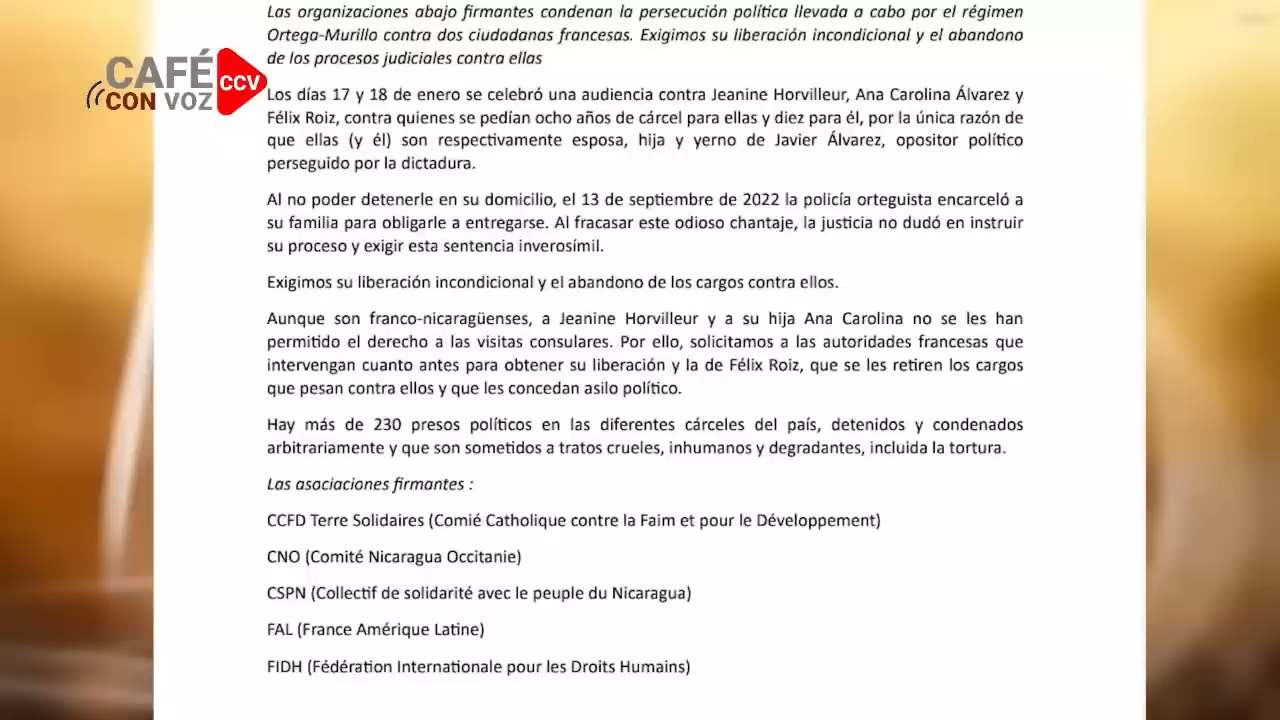 Las organizaciones abajo firmantes condenan la persecución política llevada a cabo por el régimen
Ortega-Murillo contra dos ciudadanas francesas. Exigimos su liberación incondicional y el abandono
de los procesos judiciales contra ellas
CAFÉ
CON VOZ
CCV
Los días 17 y 18 de enero se celebró una audiencia contra Jeanine Horvilleur, Ana Carolina Álvarez y
Félix Roiz, contra quienes se pedían ocho años de cárcel para ellas y diez para él, por la única razón de
que ellas (y él) son respectivamente esposa, hija y yerno de Javier Álvarez, opositor político
perseguido por la dictadura.
Al no poder detenerle en su domicilio, el 13 de septiembre de 2022 la policía orteguista encarceló a
su familia para obligarle a entregarse. Al fracasar este odioso chantaje, la justicia no dudó en instruir
su proceso y exigir esta sentencia inverosímil.
Exigimos su liberación incondicional y el abandono de los cargos contra ellos.
Aunque son franco-nicaragüenses, a Jeanine Horvilleur y a su hija Ana Carolina no se les han
permitido el derecho a las visitas consulares. Por ello, solicitamos a las autoridades francesas que
intervengan cuanto antes para obtener su liberación y la de Félix Roiz, que se les retiren los cargos
que pesan contra ellos y que les concedan asilo político.
Hay más de 230 presos políticos en las diferentes cárceles del país, detenidos y condenados
arbitrariamente y que son sometidos a tratos crueles, inhumanos y degradantes, incluida la tortura.
Las asociaciones firmantes :
CCFD Terre Solidaires (Comié Catholique contre la Faim et pour le Développement)
CNO (Comité Nicaragua Occitanie)
CSPN (Collectif de solidarité avec le peuple du Nicaragua)
FAL (France Amérique Latine)
FIDH (Fédération Internationale pour les Droits Humains)